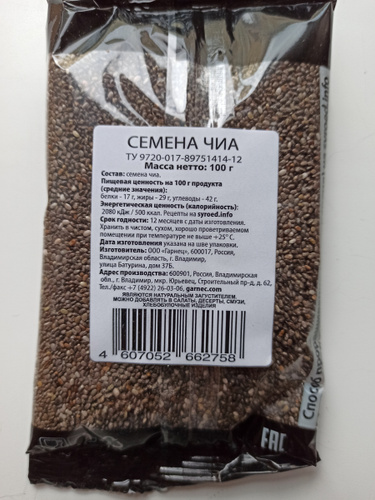 СЕМЕНА ЧИА
ТУ 9720-017-89751414-12
Масса нетто: 100 г
Состав: семена чиа.
Пищевая ценность на 100 г продукта
(средние значения):
белки - 17 г, жиры - 29 г, углеводы - 42 г.
Энергетическая ценность (калорийность):
2080 кДж / 500 ккал. Рецепты на syroed.info
Срок годности: 12 месяцев с даты изготовления.
Хранить в чистом, сухом, хорошо проветриваемом
помещении при температуре не выше +25° С.
Дата изготовления указана на шве упаковки.
Изготовитель: ООО «Гарнец», 600017, Россия,
Владимирская область, г. Владимир,
улица Батурина, дом 37Б.
Адрес производства: 600901, Россия, Владимирская
обл., г. Владимир, мкр. Юрьевец, Строительный пр-д, д. 62,
Тел./факс +7 (4922) 26-03-06, garnec.com
ЯВЛЯЮТСЯ НАТУРАЛЬНЫМ ЗАГУСТИТЕЛЕМ.
МОЖНО ДОБАВЛЯТЬ В САЛАТЫ, ДЕСЕРТЫ, СМУЗИ,
ХЛЕБОБУЛОЧНЫЕ ИЗДЕЛИЯ
4 607052 662758
EAC